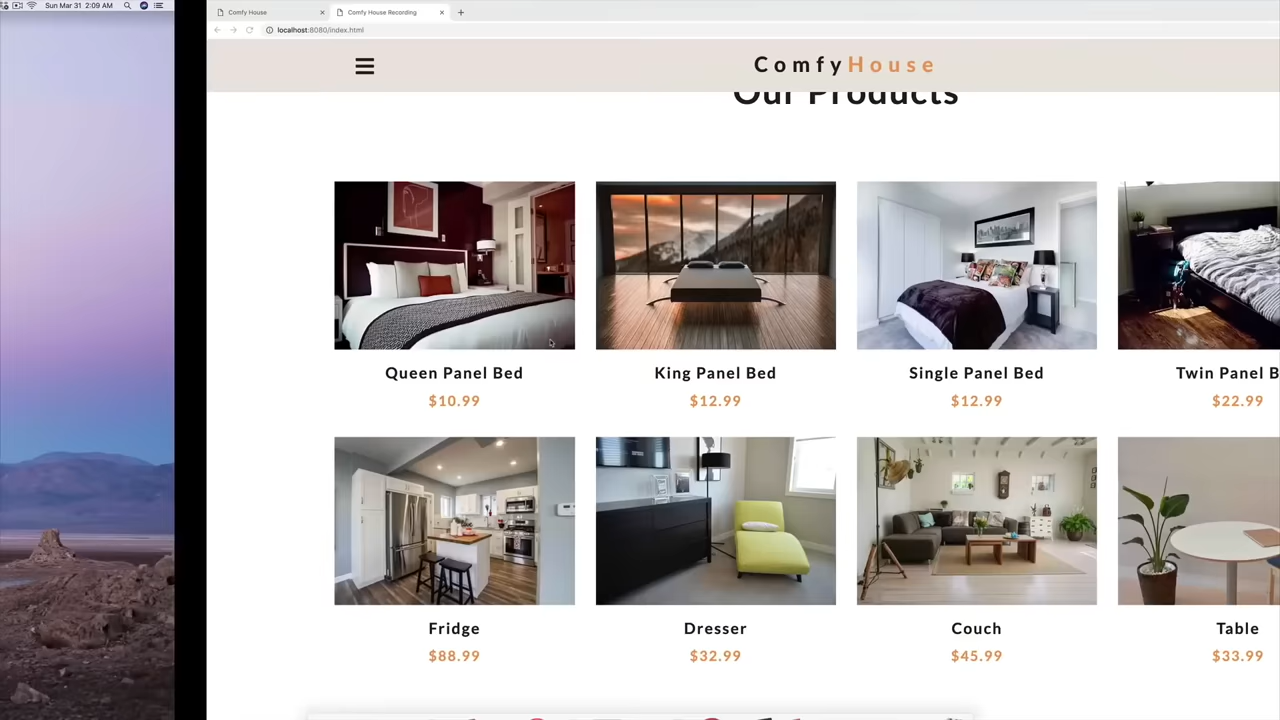 Sun Mar 31 2:09 AM
Comfy House
Comfy House Recording
localhost:8080/index.html
ComfyHouse
Our Products
Queen Panel Bed
King Panel Bed
Single Panel Bed
Twin Panel B
$10.99
$12.99
$12.99
$22.99
Fridge
Dresser
Couch
Table
$88.99
$32.99
$45.99
$33.99